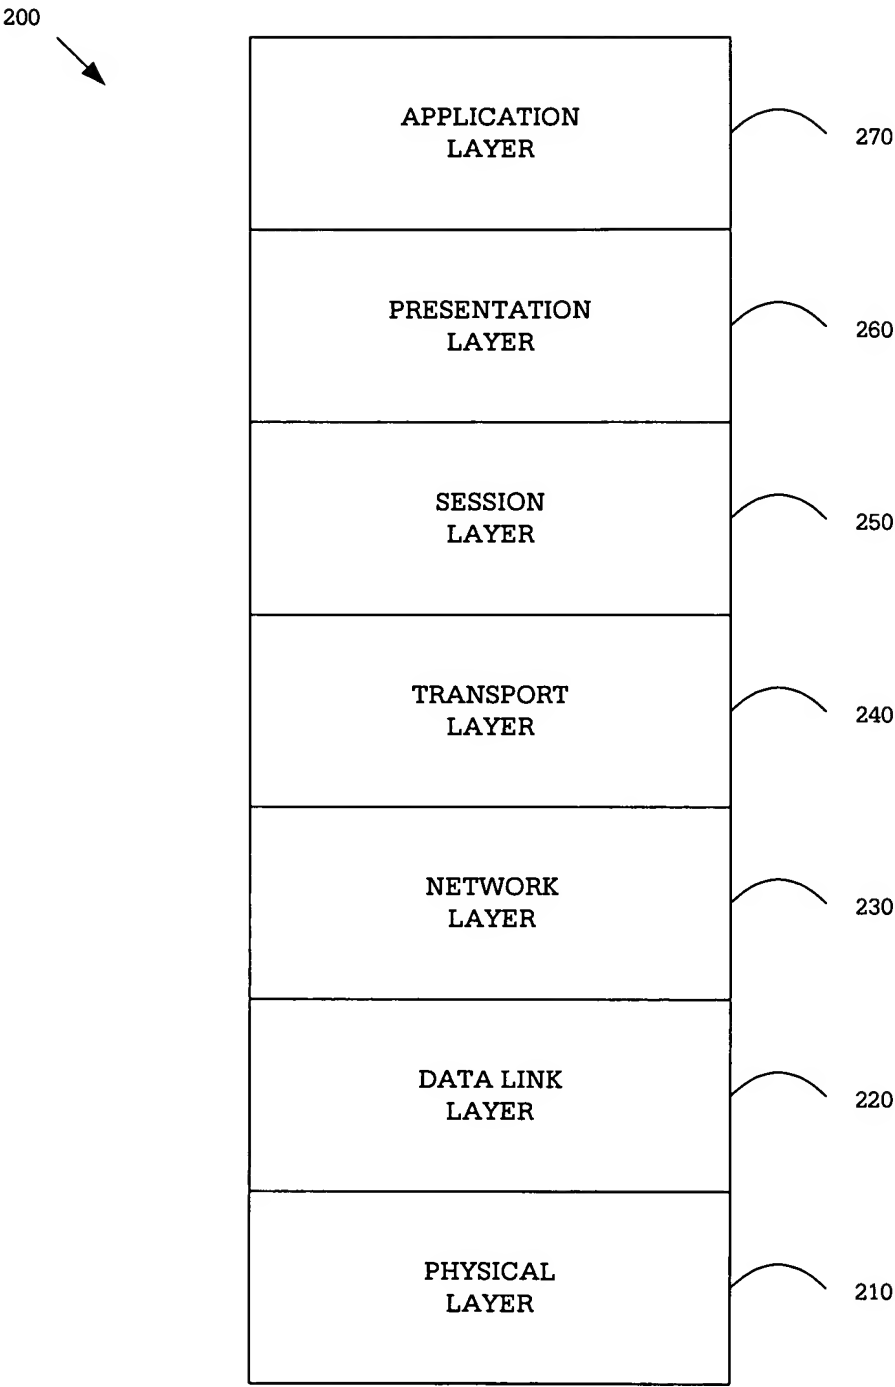 200
APPLICATION
LAYER
270
PRESENTATION
LAYER
260
SESSION
LAYER
250
TRANSPORT
LAYER
240
NETWORK
LAYER
230
DATA LINK
LAYER
220
PHYSICAL
LAYER
210